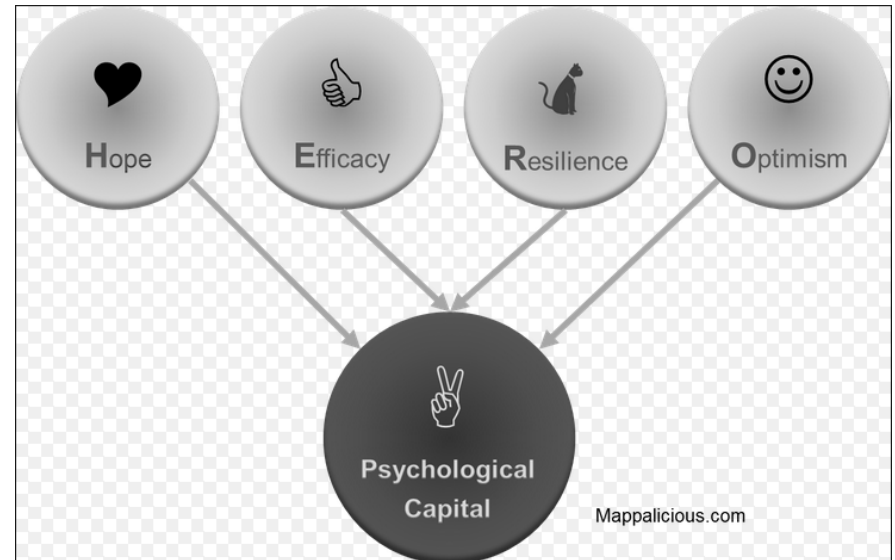 Hope
Efficacy
Resilience
Optimism
Psychological
Capital
Mappalicious.com